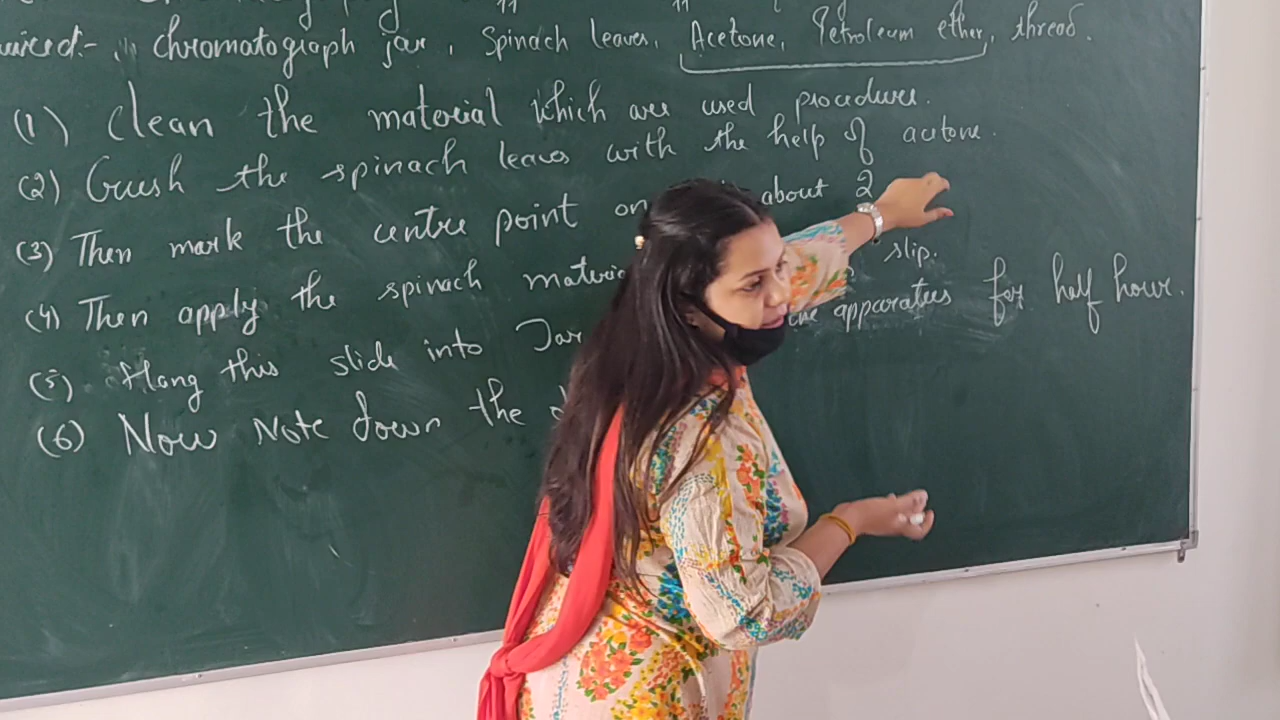 chromatograph jar, Spinach leaves, Acetone, Petroleum ether, thread.
(1) Clean the material which are used procedure.
(2) Crush the spinach leaves with the help of acetone.
(3) Then mark the centre point on about 2
(4) Then apply the spinach slip.
(5) Hang this slide into Jar apparatus for half hour.
(6) Now Note down the